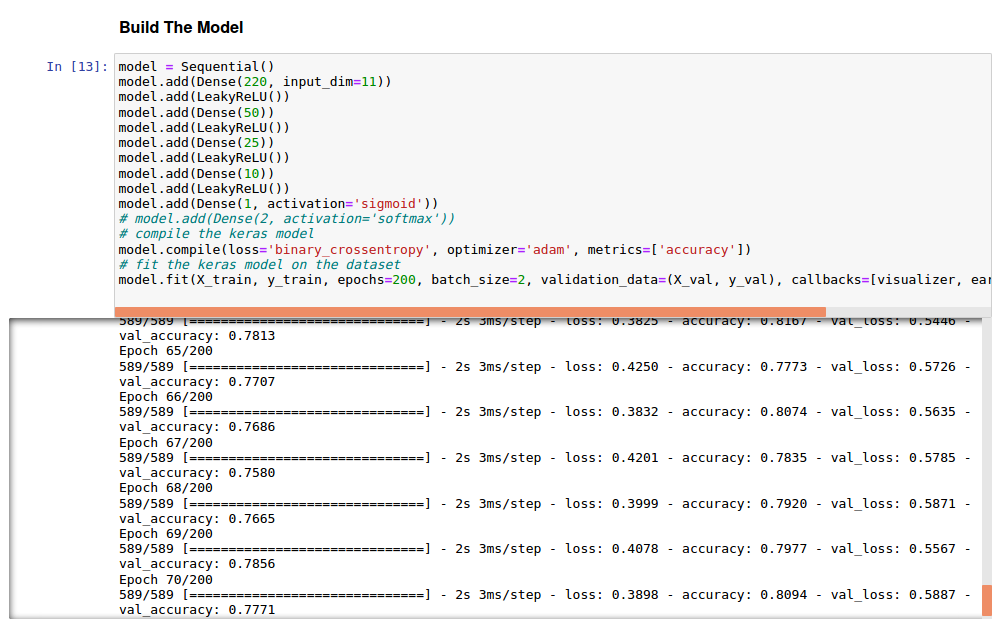 Build The Model
In [13]:
model = Sequential()
model.add(Dense(220, input_dim=11))
model.add(LeakyReLU())
model.add(Dense(50))
model.add(LeakyReLU())
model.add(Dense(25))
model.add(LeakyReLU())
model.add(Dense(10))
model.add(LeakyReLU())
model.add(Dense(1, activation='sigmoid'))
# model.add(Dense(2, activation='softmax'))
# compile the keras model
model.compile(loss='binary_crossentropy', optimizer='adam', metrics=['accuracy'])
# fit the keras model on the dataset
model.fit(X_train, y_train, epochs=200, batch_size=2, validation_data=(X_val, y_val), callbacks=[visualizer, ear
589/589 [==============================] - 2s 3ms/step - loss: 0.3825 - accuracy: 0.8167 - val_loss: 0.5446 -
val_accuracy: 0.7813
Epoch 65/200
589/589 [==============================] - 2s 3ms/step - loss: 0.4250 - accuracy: 0.7773 - val_loss: 0.5726 -
val_accuracy: 0.7707
Epoch 66/200
589/589 [==============================] - 2s 3ms/step - loss: 0.3832 - accuracy: 0.8074 - val_loss: 0.5635 -
val_accuracy: 0.7686
Epoch 67/200
589/589 [==============================] - 2s 3ms/step - loss: 0.4201 - accuracy: 0.7835 - val_loss: 0.5785 -
val_accuracy: 0.7580
Epoch 68/200
589/589 [==============================] - 2s 3ms/step - loss: 0.3999 - accuracy: 0.7920 - val_loss: 0.5871 -
val_accuracy: 0.7665
Epoch 69/200
589/589 [==============================] - 2s 3ms/step - loss: 0.4078 - accuracy: 0.7977 - val_loss: 0.5567 -
val_accuracy: 0.7856
Epoch 70/200
589/589 [==============================] - 2s 3ms/step - loss: 0.3898 - accuracy: 0.8094 - val_loss: 0.5887 -
val_accuracy: 0.7771